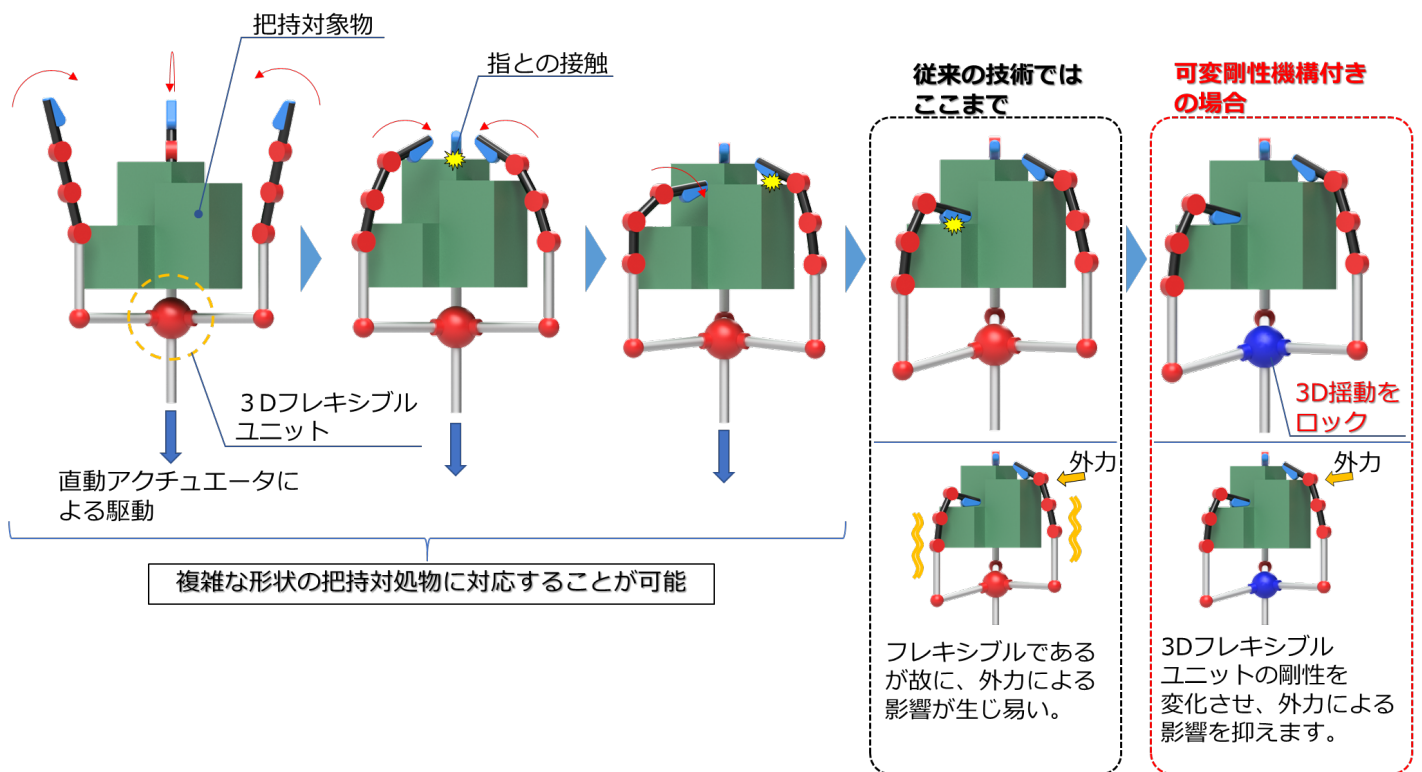 把持対象物
指との接触
従来の技術では
ここまで
可変剛性機構付き
の場合
3Dフレキシブル
ユニット
直動アクチュエータに
よる駆動
複雑な形状の把持対処物に対応することが可能
3D揺動を
ロック
外力
外力
フレキシブルである
が故に、外力による
影響が生じ易い。
3Dフレキシブル
ユニットの剛性を
変化させ、外力による
影響を抑えます。